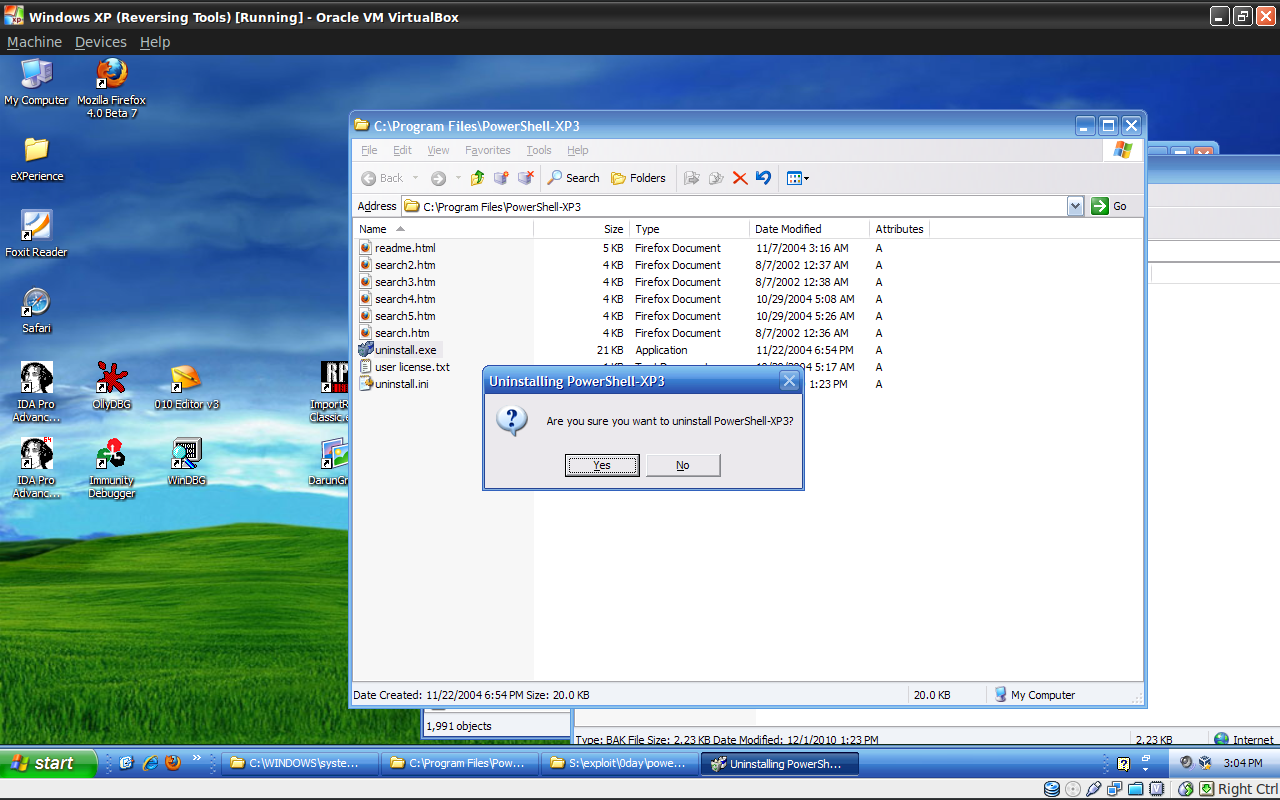 Windows XP (Reversing Tools) [Running] - Oracle VM VirtualBox
Machine Devices Help
My Computer
Mozilla Firefox
4.0 Beta 7
eXPerience
Foxit Reader
Safari
IDA Pro
Advanc...
OllyDBG
010 Editor v3
ImportR
Classic.e
IDA Pro
Advanc...
Immunity
Debugger
WinDBG
DarunGr
C:\Program Files\PowerShell-XP3
File Edit View Favorites Tools Help
Back Search Folders
Address C:\Program Files\PowerShell-XP3 Go
Name Size Type Date Modified Attributes
readme.html 5 KB Firefox Document 11/7/2004 3:16 AM A
search2.htm 4 KB Firefox Document 8/7/2002 12:37 AM A
search3.htm 4 KB Firefox Document 8/7/2002 12:38 AM A
search4.htm 4 KB Firefox Document 10/29/2004 5:08 AM A
search5.htm 4 KB Firefox Document 10/29/2004 5:26 AM A
search.htm 4 KB Firefox Document 8/7/2002 12:36 AM A
uninstall.exe 21 KB Application 11/22/2004 6:54 PM A
user license.txt 5:17 AM A
uninstall.ini 1:23 PM A
Uninstalling PowerShell-XP3
Are you sure you want to uninstall PowerShell-XP3?
Yes No
Date Created: 11/22/2004 6:54 PM Size: 20.0 KB 20.0 KB My Computer
1,991 objects
Type: BAK File Size: 2.23 KB Date Modified: 12/1/2010 1:23 PM 2.23 KB Internet
start C:\WINDOWS\syste... C:\Program Files\Pow... S:\exploit\0day\powe... Uninstalling PowerSh... 3:04 PM
Right Ctrl